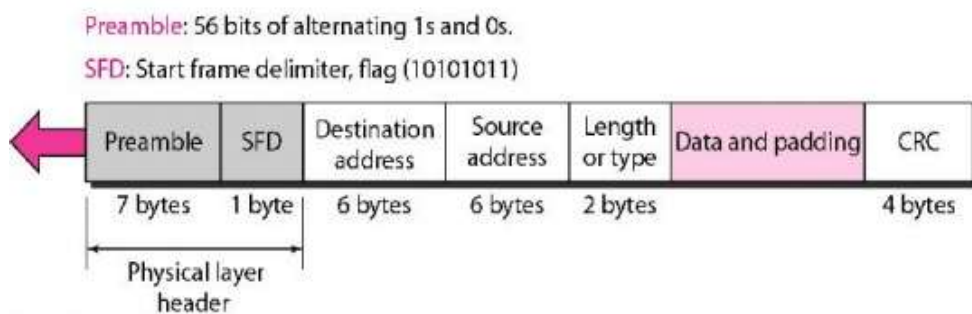 Preamble: 56 bits of alternating 1s and 0s.
SFD: Start frame delimiter, flag (10101011)
Preamble SFD Destination address Source address Length or type Data and padding CRC
7 bytes 1 byte 6 bytes 6 bytes 2 bytes 4 bytes
Physical layer
header